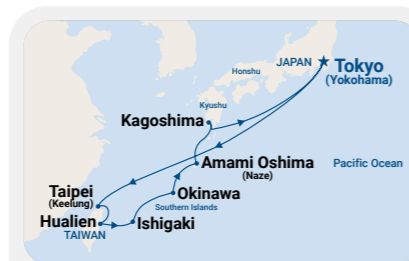 JAPAN
Tokyo
(Yokohama)
Honshu
Kyushu
Kagoshima
Amami Oshima
(Naze)
Pacific Ocean
Taipei
(Keelung)
Okinawa
Southern Islands
Hualien
Ishigaki
TAIWAN